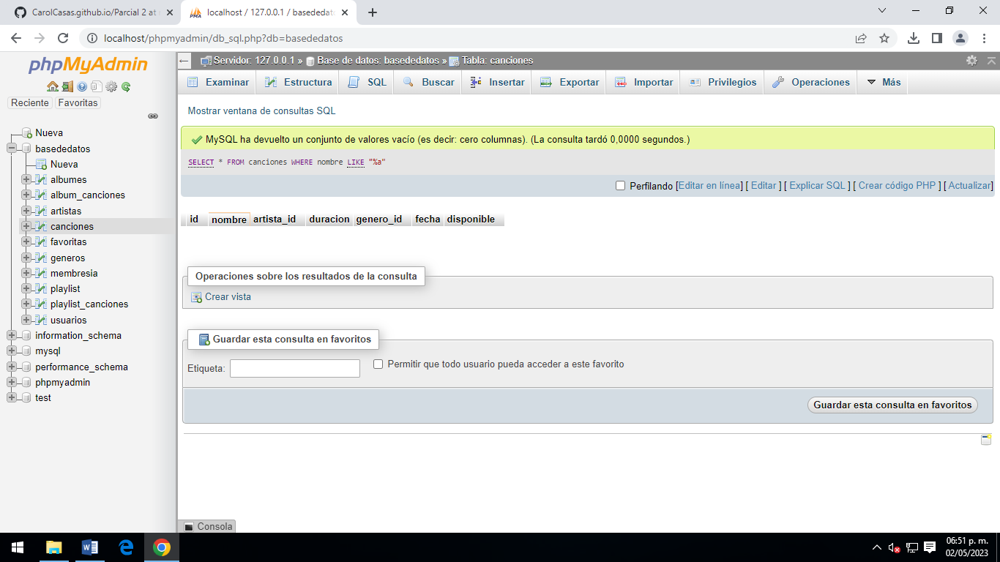 CarolCasas.github.io/Parcial 2 at
localhost / 127.0.0.1 / basededato
localhost/phpmyadmin/db_sql.php?db=basededatos
phpMyAdmin
Reciente Favoritas
Nueva
basededatos
Nueva
albumes
album_canciones
artistas
canciones
favoritas
generos
membresia
playlist
playlist_canciones
usuarios
information_schema
mysql
performance_schema
phpmyadmin
test
Servidor: 127.0.0.1 » Base de datos: basededatos » Tabla: canciones
Examinar Estructura SQL Buscar Insertar Exportar Importar Privilegios Operaciones Más
Mostrar ventana de consultas SQL
MySQL ha devuelto un conjunto de valores vacío (es decir: cero columnas). (La consulta tardó 0,0000 segundos.)
SELECT * FROM canciones WHERE nombre LIKE "%a"
Perfilando [Editar en línea] [ Editar ] [ Explicar SQL ] [ Crear código PHP ] [ Actualizar]
id nombre artista_id duracion genero_id fecha disponible
Operaciones sobre los resultados de la consulta
Crear vista
Guardar esta consulta en favoritos
Etiqueta: Permitir que todo usuario pueda acceder a este favorito
Guardar esta consulta en favoritos
Consola
06:51 p. m.
02/05/2023